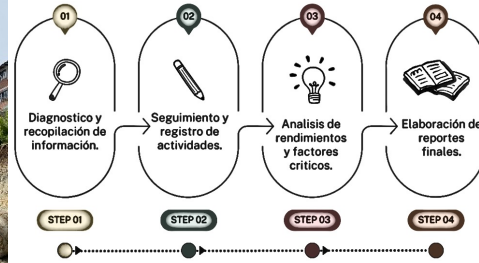 01
02
03
04
Diagnostico y
recopilación de
información.
Seguimiento y
registro de
actividades.
Analisis de
rendimientos
y factores
criticos.
Elaboración de
reportes
finales.
STEP 01
STEP 02
STEP 03
STEP 04